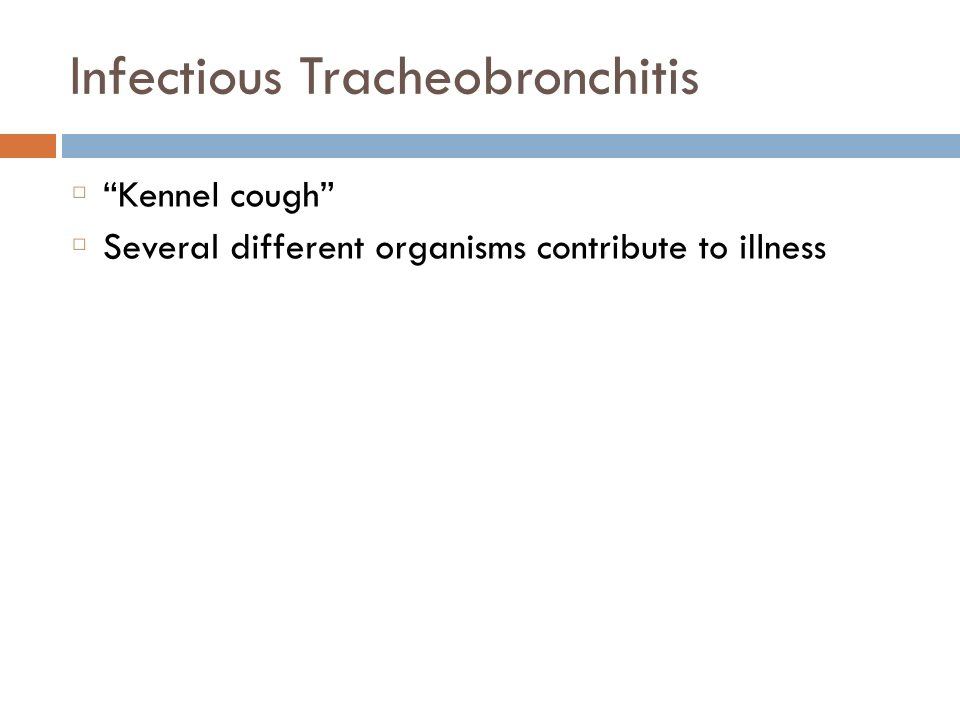 Infectious Tracheobronchitis
“Kennel cough”
Several different organisms contribute to illness